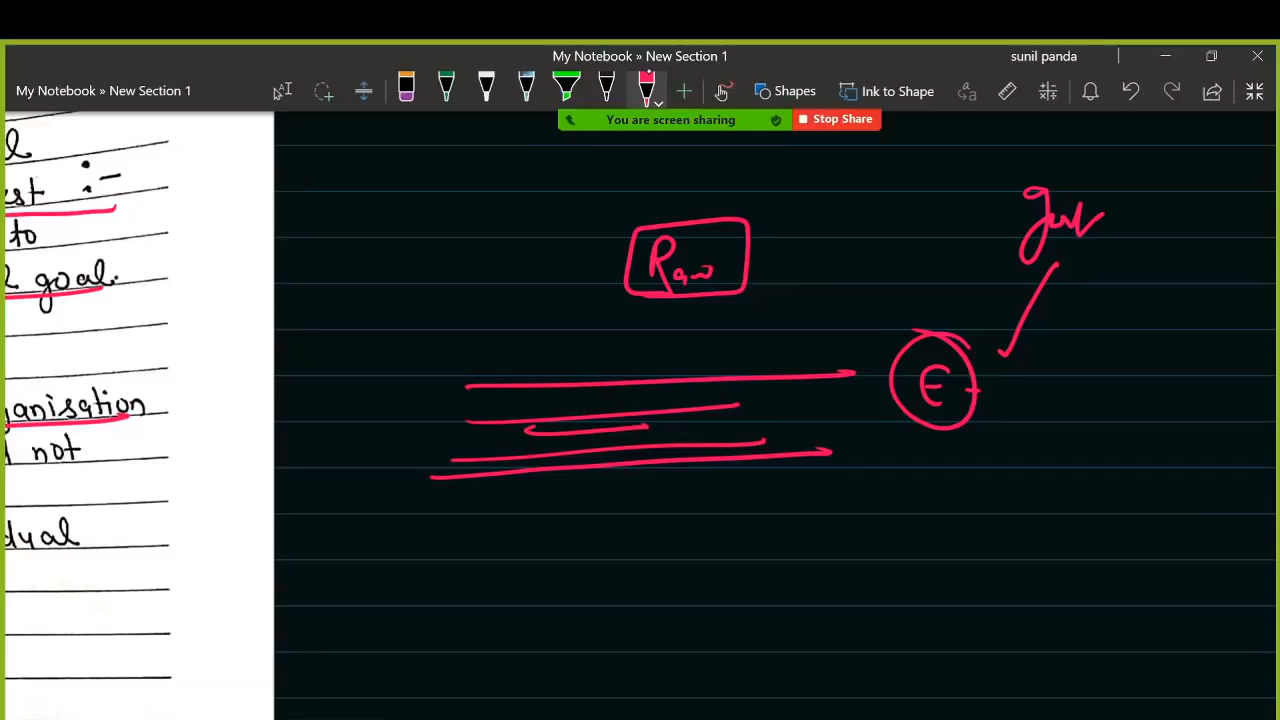 My Notebook » New Section 1
sunil panda
My Notebook » New Section 1
Shapes
Ink to Shape
You are screen sharing
Stop Share
st :-
to
goal.
Raw
govt
E
ganisation
not
dual